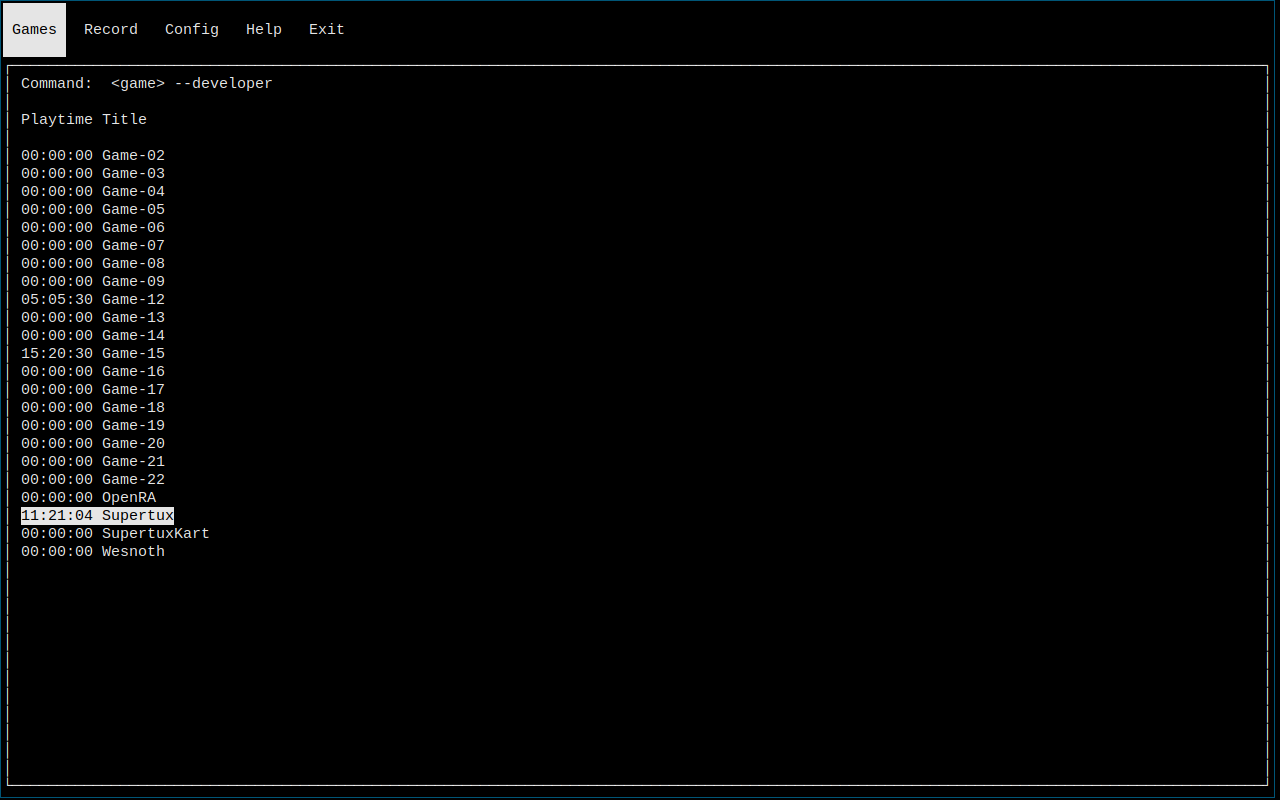 Games Record Config Help Exit
Command:  <game> --developer
Playtime Title
00:00:00 Game-02
00:00:00 Game-03
00:00:00 Game-04
00:00:00 Game-05
00:00:00 Game-06
00:00:00 Game-07
00:00:00 Game-08
00:00:00 Game-09
05:05:30 Game-12
00:00:00 Game-13
00:00:00 Game-14
15:20:30 Game-15
00:00:00 Game-16
00:00:00 Game-17
00:00:00 Game-18
00:00:00 Game-19
00:00:00 Game-20
00:00:00 Game-21
00:00:00 Game-22
00:00:00 OpenRA
11:21:04 Supertux
00:00:00 SupertuxKart
00:00:00 Wesnoth